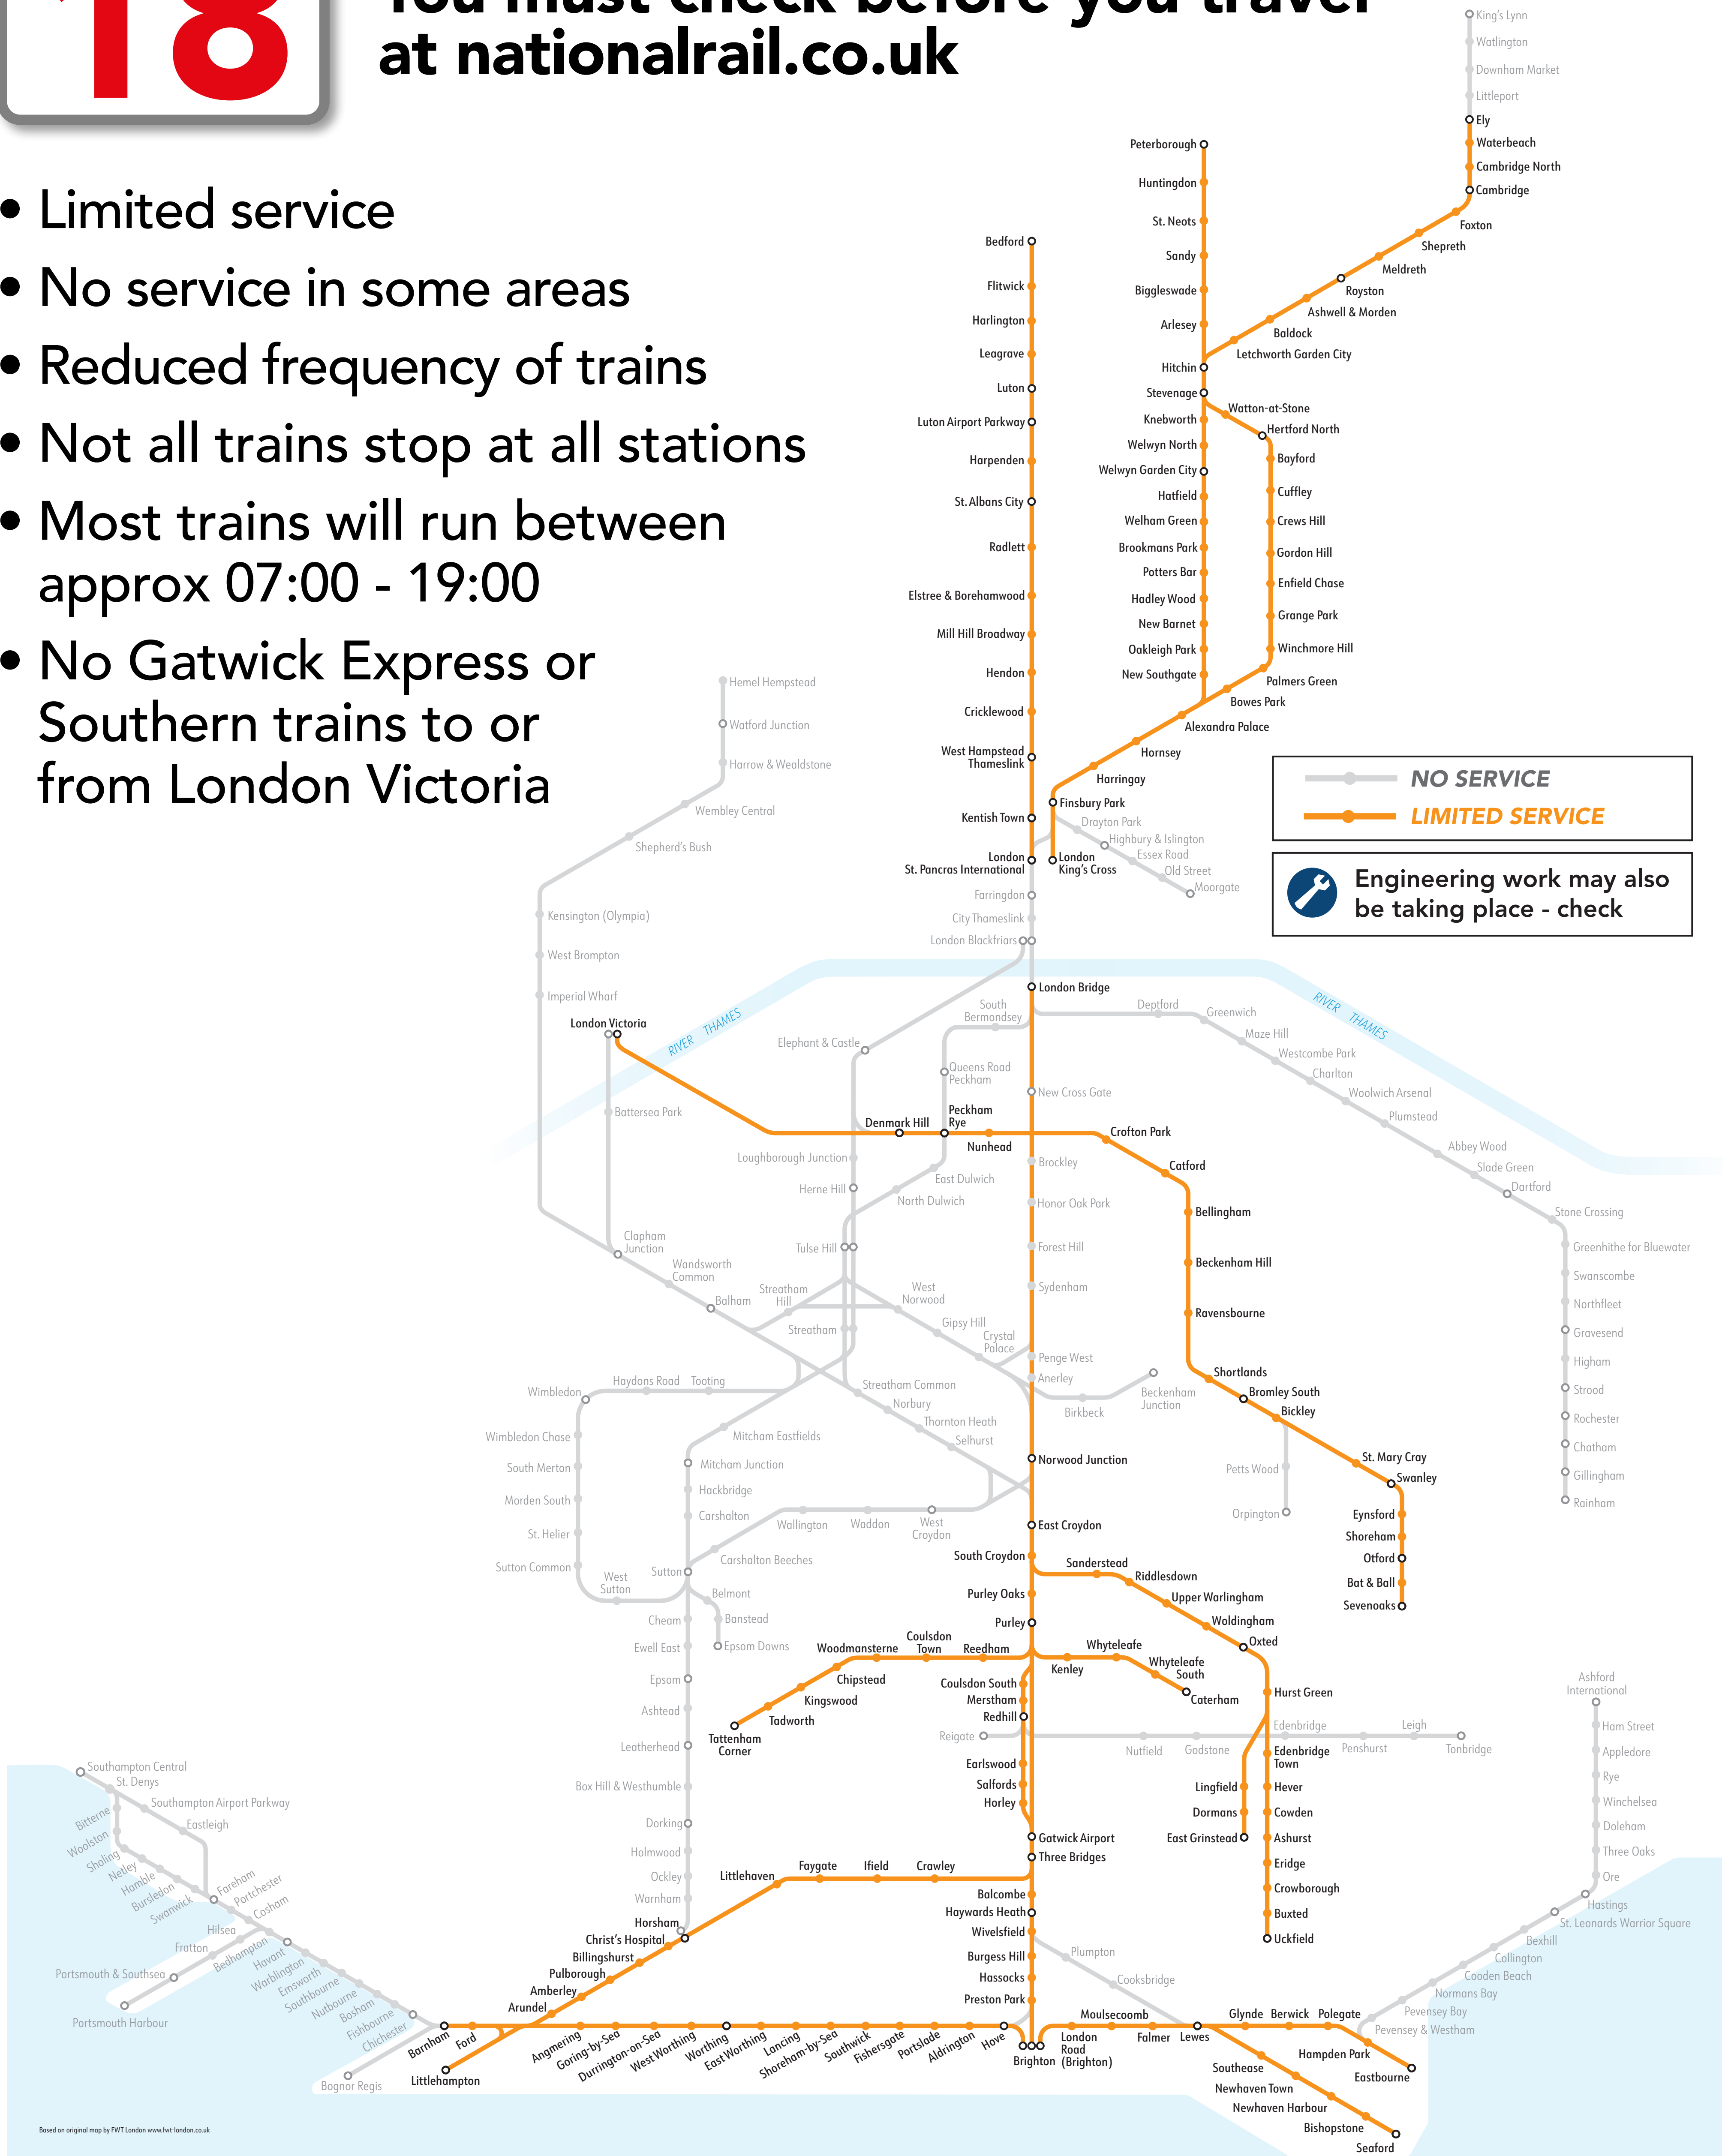 18
You must check before you travel
at nationalrail.co.uk
• Limited service
• No service in some areas
• Reduced frequency of trains
• Not all trains stop at all stations
• Most trains will run between
approx 07:00 - 19:00
• No Gatwick Express or
Southern trains to or
from London Victoria
King's Lynn
Watlington
Downham Market
Littleport
Ely
Waterbeach
Cambridge North
Cambridge
Foxton
Shepreth
Meldreth
Royston
Ashwell & Morden
Baldock
Letchworth Garden City
Peterborough
Huntingdon
St. Neots
Sandy
Biggleswade
Arlesey
Hitchin
Stevenage
Knebworth
Welwyn North
Welwyn Garden City
Hatfield
Welham Green
Brookmans Park
Potters Bar
Hadley Wood
New Barnet
Oakleigh Park
New Southgate
Watton-at-Stone
Hertford North
Bayford
Cuffley
Crews Hill
Gordon Hill
Enfield Chase
Grange Park
Winchmore Hill
Palmers Green
Bowes Park
Alexandra Palace
Hornsey
Harringay
Finsbury Park
Drayton Park
Highbury & Islington
Essex Road
Old Street
Moorgate
London
King's Cross
Bedford
Flitwick
Harlington
Leagrave
Luton
Luton Airport Parkway
Harpenden
St. Albans City
Radlett
Elstree & Borehamwood
Mill Hill Broadway
Hendon
Cricklewood
West Hampstead
Thameslink
Kentish Town
London
St. Pancras International
Farringdon
City Thameslink
London Blackfriars
London Bridge
NO SERVICE
LIMITED SERVICE
Engineering work may also
be taking place - check
Hemel Hempstead
Watford Junction
Harrow & Wealdstone
Wembley Central
Shepherd's Bush
Kensington (Olympia)
West Brompton
Imperial Wharf
London Victoria
RIVER THAMES
RIVER THAMES
Battersea Park
Clapham
Junction
Wandsworth
Common
Balham
Streatham
Hill
Streatham
West
Norwood
Gipsy Hill
Crystal
Palace
Elephant & Castle
Loughborough Junction
Herne Hill
Tulse Hill
South
Bermondsey
Queens Road
Peckham
Peckham
Rye
Denmark Hill
Nunhead
East Dulwich
North Dulwich
New Cross Gate
Brockley
Honor Oak Park
Forest Hill
Sydenham
Penge West
Anerley
Birkbeck
Beckenham
Junction
Norwood Junction
East Croydon
Deptford
Greenwich
Maze Hill
Westcombe Park
Charlton
Woolwich Arsenal
Plumstead
Abbey Wood
Slade Green
Dartford
Stone Crossing
Greenhithe for Bluewater
Swanscombe
Northfleet
Gravesend
Higham
Strood
Rochester
Chatham
Gillingham
Rainham
Crofton Park
Catford
Bellingham
Beckenham Hill
Ravensbourne
Shortlands
Bromley South
Bickley
Petts Wood
Orpington
St. Mary Cray
Swanley
Eynsford
Shoreham
Otford
Bat & Ball
Sevenoaks
Streatham Common
Norbury
Thornton Heath
Selhurst
Wimbledon
Haydons Road
Tooting
Wimbledon Chase
South Merton
Morden South
St. Helier
Sutton Common
West
Sutton
Mitcham Eastfields
Mitcham Junction
Hackbridge
Carshalton
Sutton
Wallington
Waddon
West
Croydon
Carshalton Beeches
Belmont
Banstead
Epsom Downs
Cheam
Ewell East
Epsom
Ashtead
Leatherhead
Box Hill & Westhumble
Dorking
Holmwood
Ockley
Warnham
Horsham
South Croydon
Purley Oaks
Purley
Sanderstead
Riddlesdown
Upper Warlingham
Woldingham
Oxted
Hurst Green
Woodmansterne
Coulsdon
Town
Reedham
Chipstead
Kingswood
Tadworth
Tattenham
Corner
Kenley
Whyteleafe
Whyteleafe
South
Caterham
Coulsdon South
Merstham
Redhill
Reigate
Nutfield
Godstone
Edenbridge
Penshurst
Leigh
Tonbridge
Earlswood
Salfords
Horley
Gatwick Airport
Three Bridges
Edenbridge
Town
Hever
Cowden
Ashurst
Eridge
Crowborough
Buxted
Uckfield
Lingfield
Dormans
East Grinstead
Ashford
International
Ham Street
Appledore
Rye
Winchelsea
Doleham
Three Oaks
Ore
Hastings
St. Leonards Warrior Square
Bexhill
Collington
Cooden Beach
Normans Bay
Pevensey Bay
Pevensey & Westham
Littlehaven
Faygate
Ifield
Crawley
Christ's Hospital
Billingshurst
Pulborough
Amberley
Arundel
Balcombe
Haywards Heath
Wivelsfield
Burgess Hill
Hassocks
Preston Park
Plumpton
Cooksbridge
Southampton Central
St. Denys
Southampton Airport Parkway
Eastleigh
Bitterne
Woolston
Sholing
Netley
Hamble
Bursledon
Swanwick
Fareham
Portchester
Cosham
Hilsea
Fratton
Portsmouth & Southsea
Portsmouth Harbour
Bedhampton
Havant
Warblington
Emsworth
Southbourne
Nutbourne
Bosham
Fishbourne
Chichester
Bognor Regis
Barnham
Ford
Littlehampton
Angmering
Goring-by-Sea
Durrington-on-Sea
West Worthing
Worthing
East Worthing
Lancing
Shoreham-by-Sea
Southwick
Fishersgate
Portslade
Aldrington
Hove
Brighton
London
Road
(Brighton)
Moulsecoomb
Falmer
Lewes
Glynde
Berwick
Polegate
Hampden Park
Eastbourne
Southease
Newhaven Town
Newhaven Harbour
Bishopstone
Seaford
Based on original map by FWT London www.fwt-london.co.uk